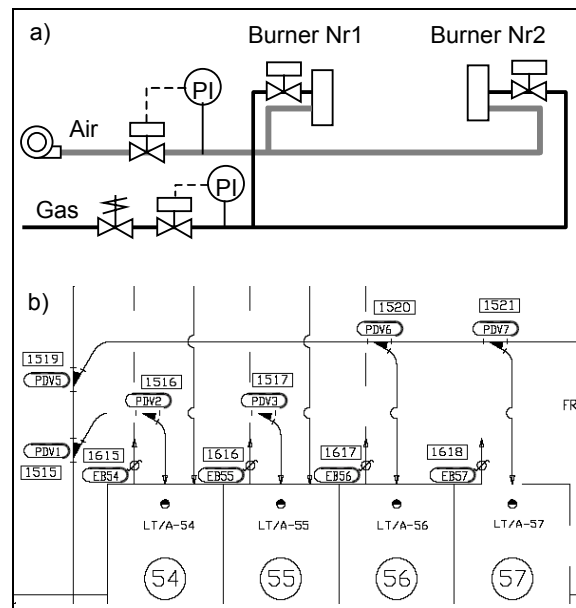 a)
Burner Nr1
Burner Nr2
PI
Air
PI
Gas
b)
1520
1521
PDV6
PDV7
1519
PDV5
1516
1517
PDV2
PDV3
FR
PDV1
1515
1615
1616
1617
1618
EB54
EB55
EB56
EB57
LT/A-54
LT/A-55
LT/A-56
LT/A-57
54
55
56
57